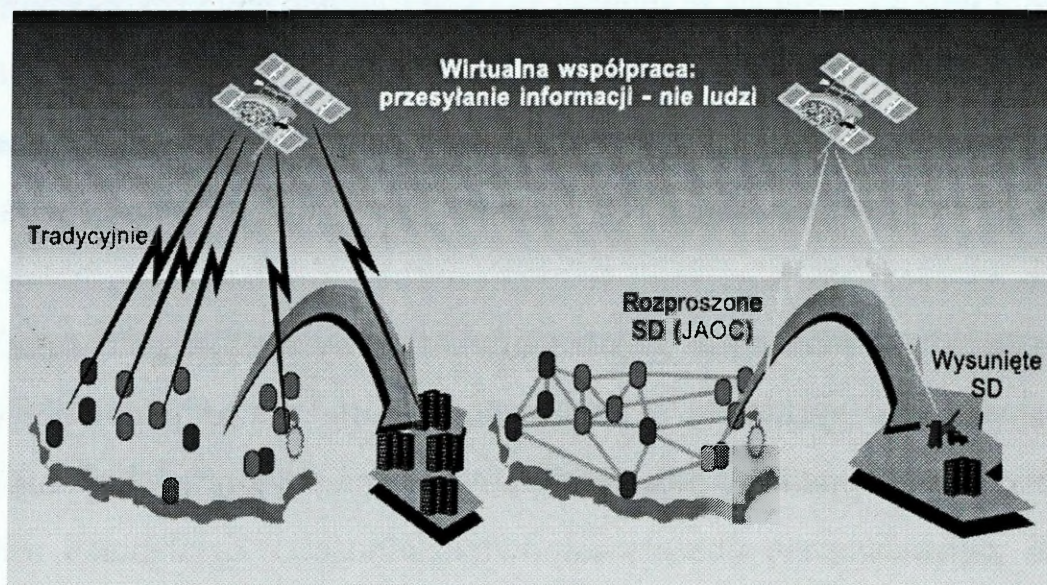 Wirtualna współpraca:
przesyłanie informacji - nie ludzi
Tradycyjnie
Rozproszone
SD (JAOC)
Wysunięte
SD